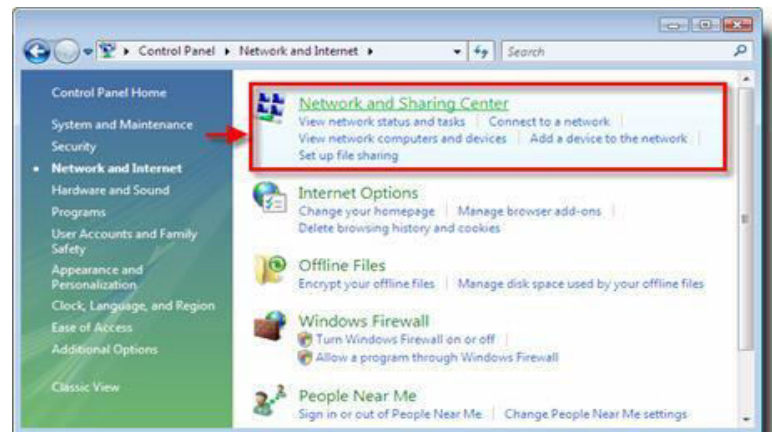 Control Panel Network and Internet Search
Control Panel Home
System and Maintenance
Security
Network and Internet
Hardware and Sound
Programs
User Accounts and Family
Safety
Appearance and
Personalization
Clock, Language, and Region
Ease of Access
Additional Options
Classic View
Network and Sharing Center
View network status and tasks Connect to a network
View network computers and devices Add a device to the network
Set up file sharing
Internet Options
Change your homepage Manage browser add-ons
Delete browsing history and cookies
Offline Files
Encrypt your offline files Manage disk space used by your offline files
Windows Firewall
Turn Windows Firewall on or off
Allow a program through Windows Firewall
People Near Me
Sign in or out of People Near Me Change People Near Me settings